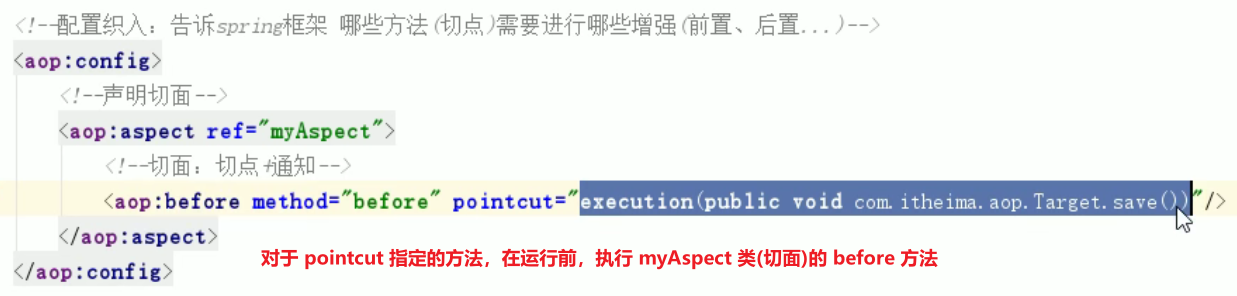 <!--配置织入：告诉spring框架 哪些方法(切点)需要进行哪些增强(前置、后置...)-->
<aop:config>
<!--声明切面-->
<aop:aspect ref="myAspect">
<!--切面：切点+通知-->
<aop:before method="before" pointcut="execution(public void com.itheima.aop.Target.save())"/>
</aop:aspect>
对于 pointcut 指定的方法，在运行前，执行 myAspect 类(切面)的 before 方法
</aop:config>